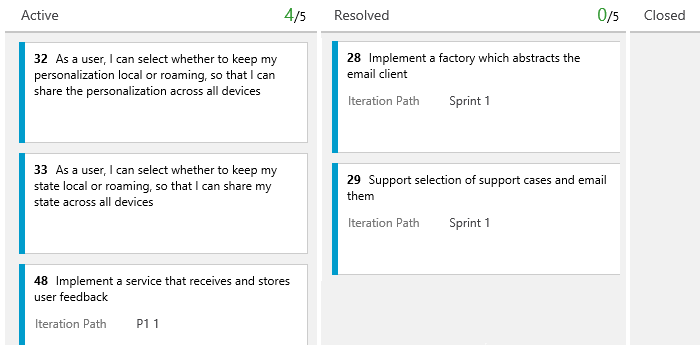 Active 4/5
32 As a user, I can select whether to keep my
personalization local or roaming, so that I can
share the personalization across all devices
33 As a user, I can select whether to keep my
state local or roaming, so that I can share my
state across all devices
48 Implement a service that receives and stores
user feedback
Iteration Path P1 1
Resolved 0/5
28 Implement a factory which abstracts the
email client
Iteration Path Sprint 1
29 Support selection of support cases and email
them
Iteration Path Sprint 1
Closed